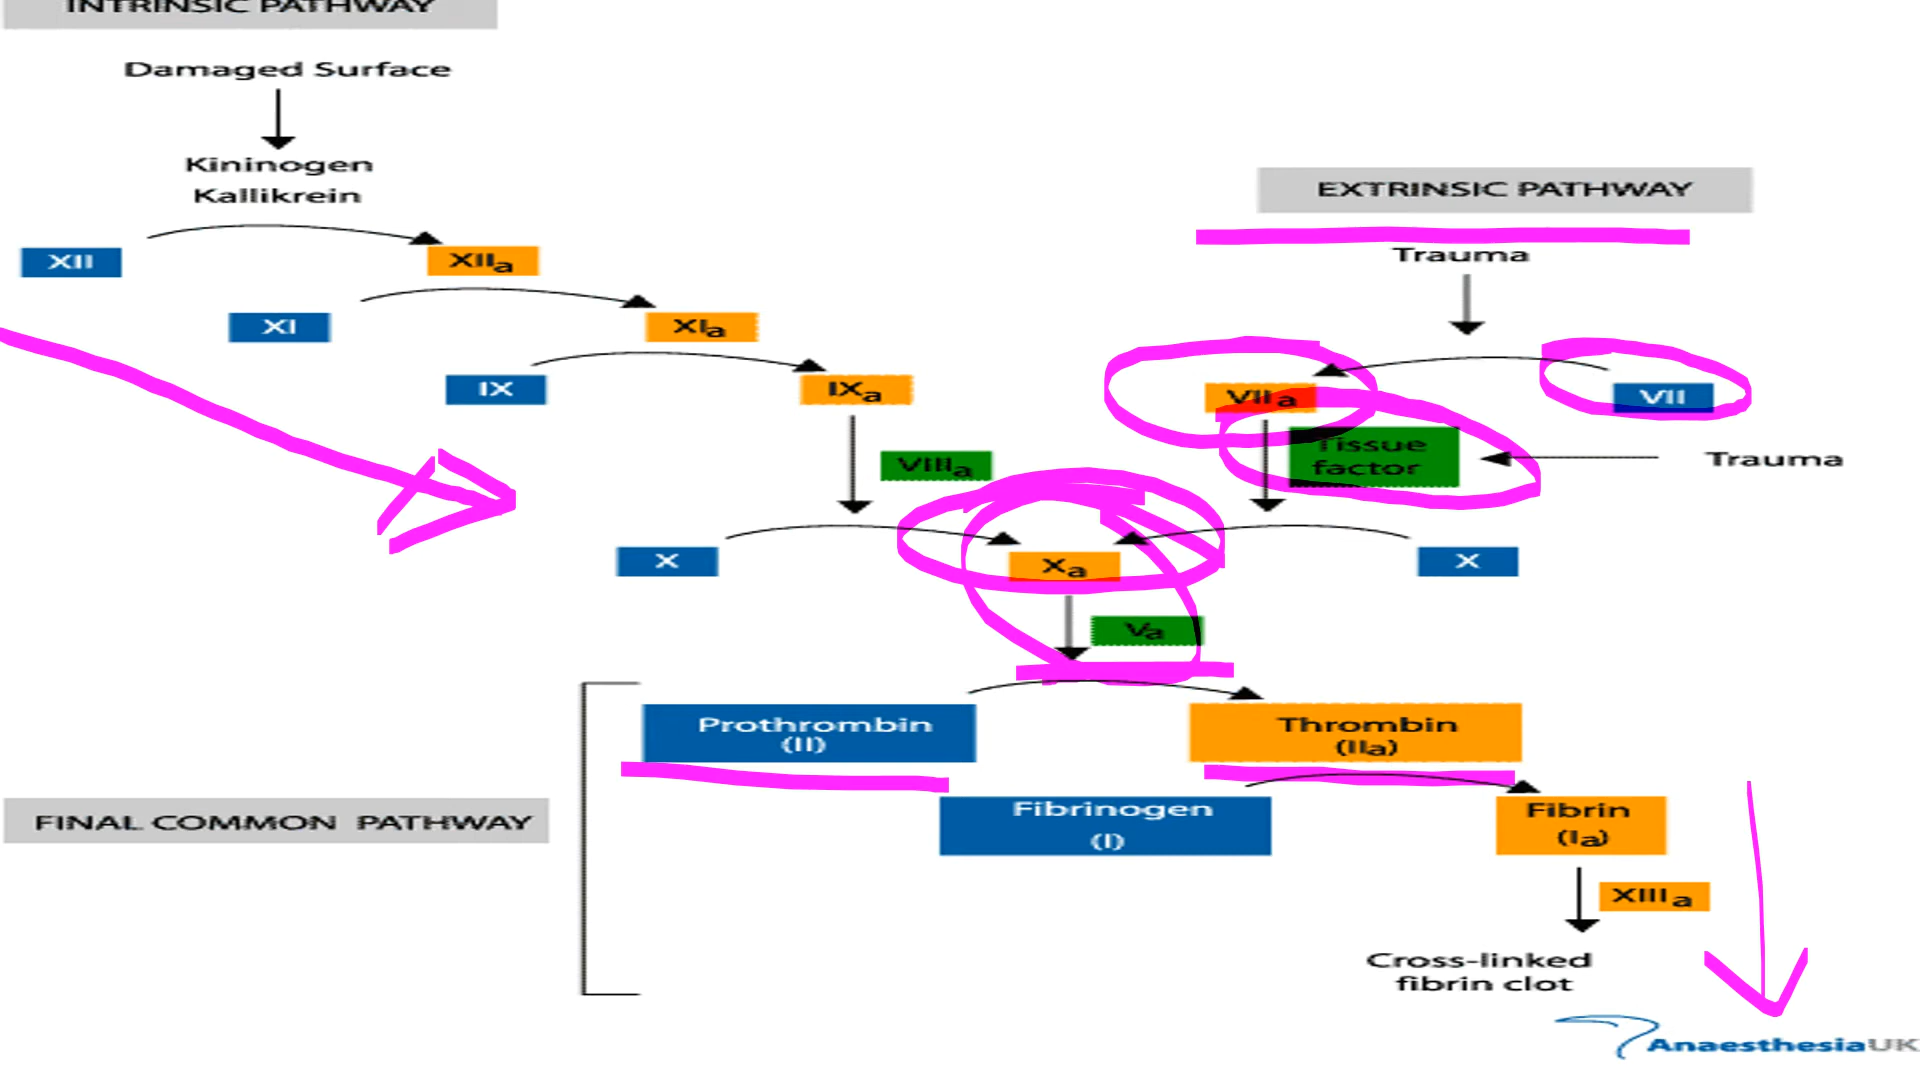 INTRINSIC PATHWAY
Damaged Surface
Kininogen
Kallikrein
EXTRINSIC PATHWAY
Trauma
XII
XIIa
XI
XIa
IX
IXa
VIIa
VII
Tissue
factor
Trauma
VIIIa
X
Xa
X
Va
Prothrombin
(II)
Thrombin
(IIa)
FINAL COMMON PATHWAY
Fibrinogen
(I)
Fibrin
(Ia)
XIIIa
Cross-linked
fibrin clot
AnaesthesiaUK